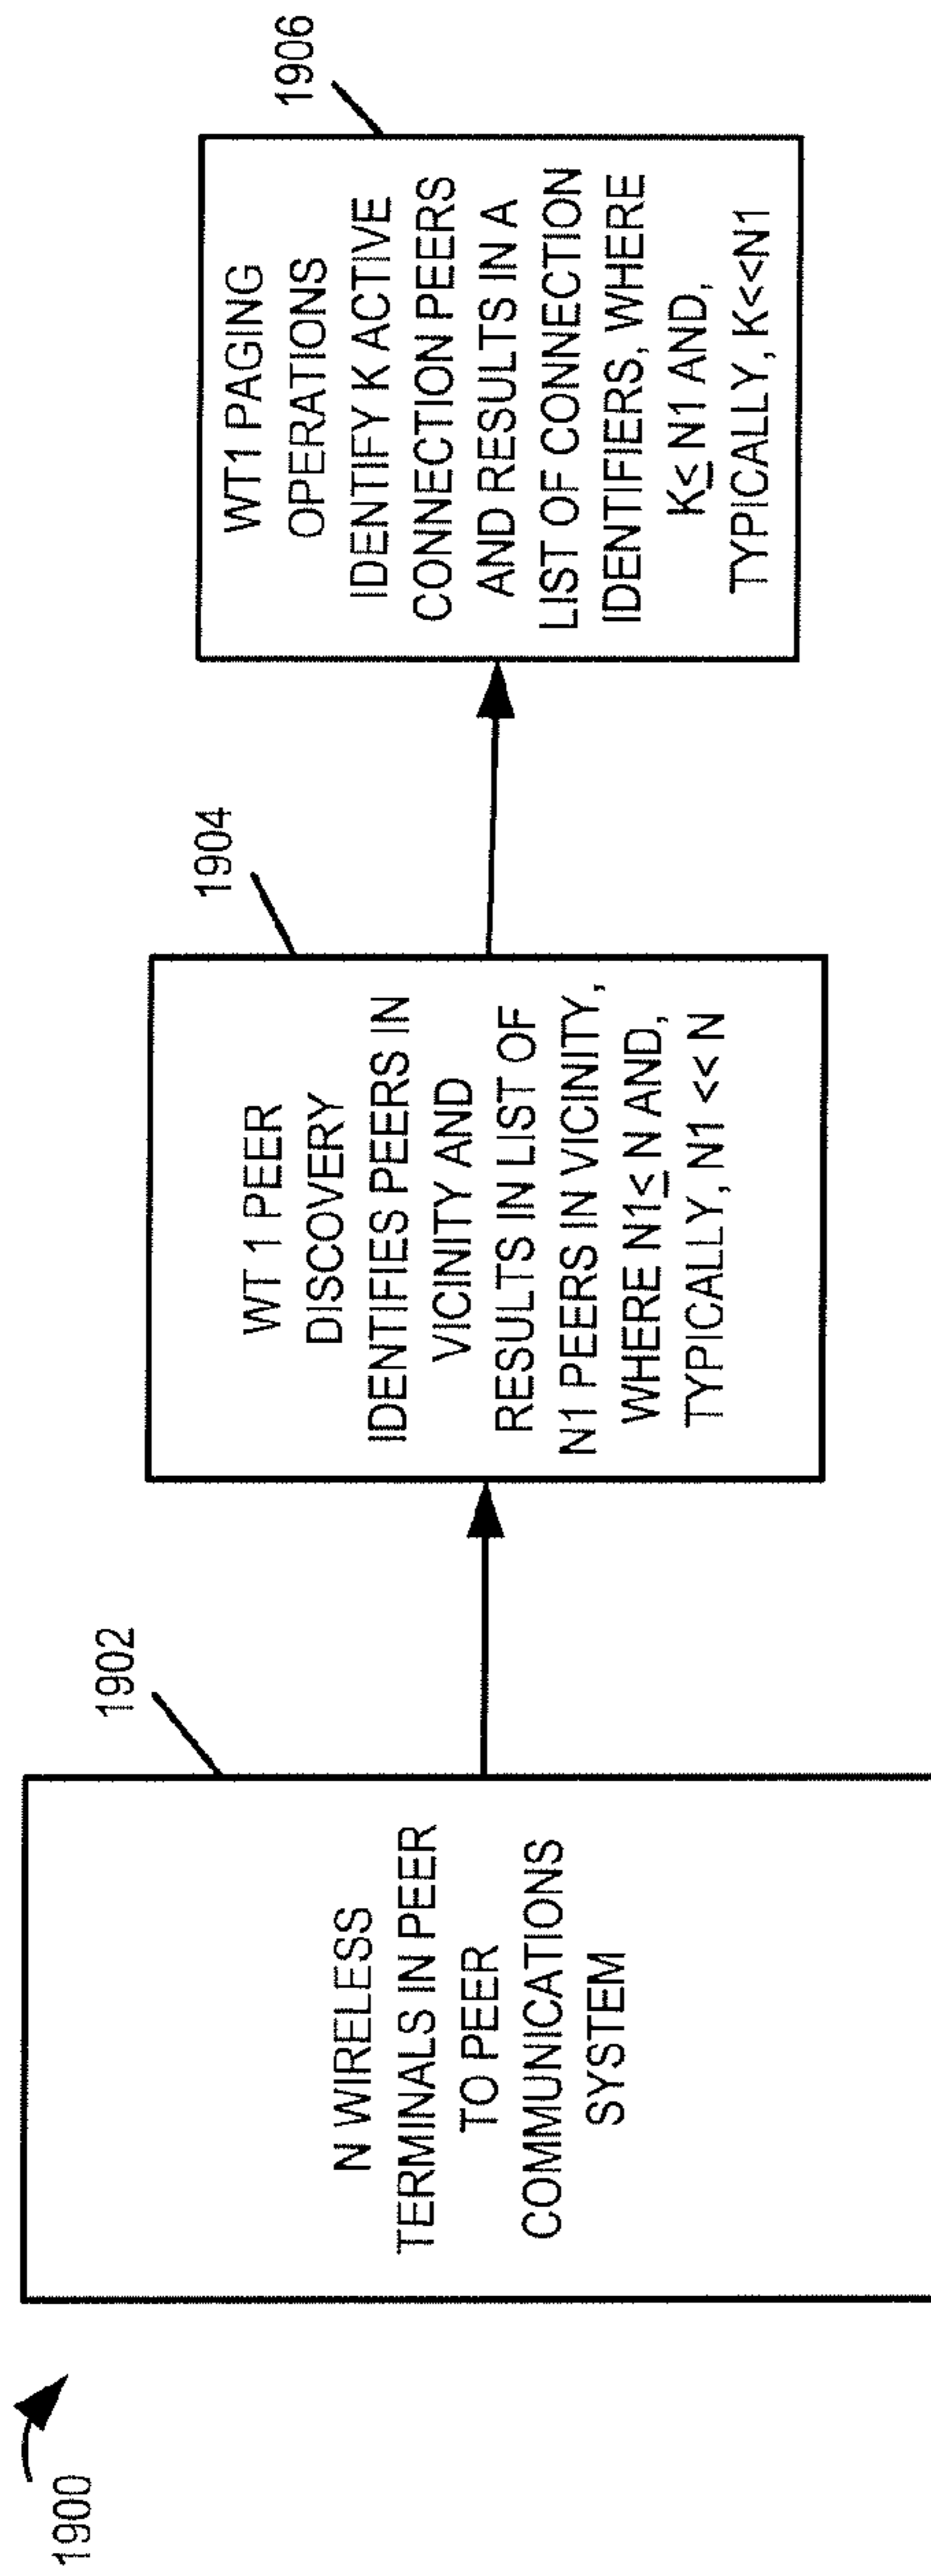 1900
1902
N WIRELESS
TERMINALS IN PEER
TO PEER
COMMUNICATIONS
SYSTEM
1904
WT 1 PEER
DISCOVERY
IDENTIFIES PEERS IN
VICINITY AND
RESULTS IN LIST OF
N1 PEERS IN VICINITY,
WHERE N1≤ N AND,
TYPICALLY, N1 << N
1906
WT1 PAGING
OPERATIONS
IDENTIFY K ACTIVE
CONNECTION PEERS
AND RESULTS IN A
LIST OF CONNECTION
IDENTIFIERS, WHERE
K≤ N1 AND,
TYPICALLY, K<<N1